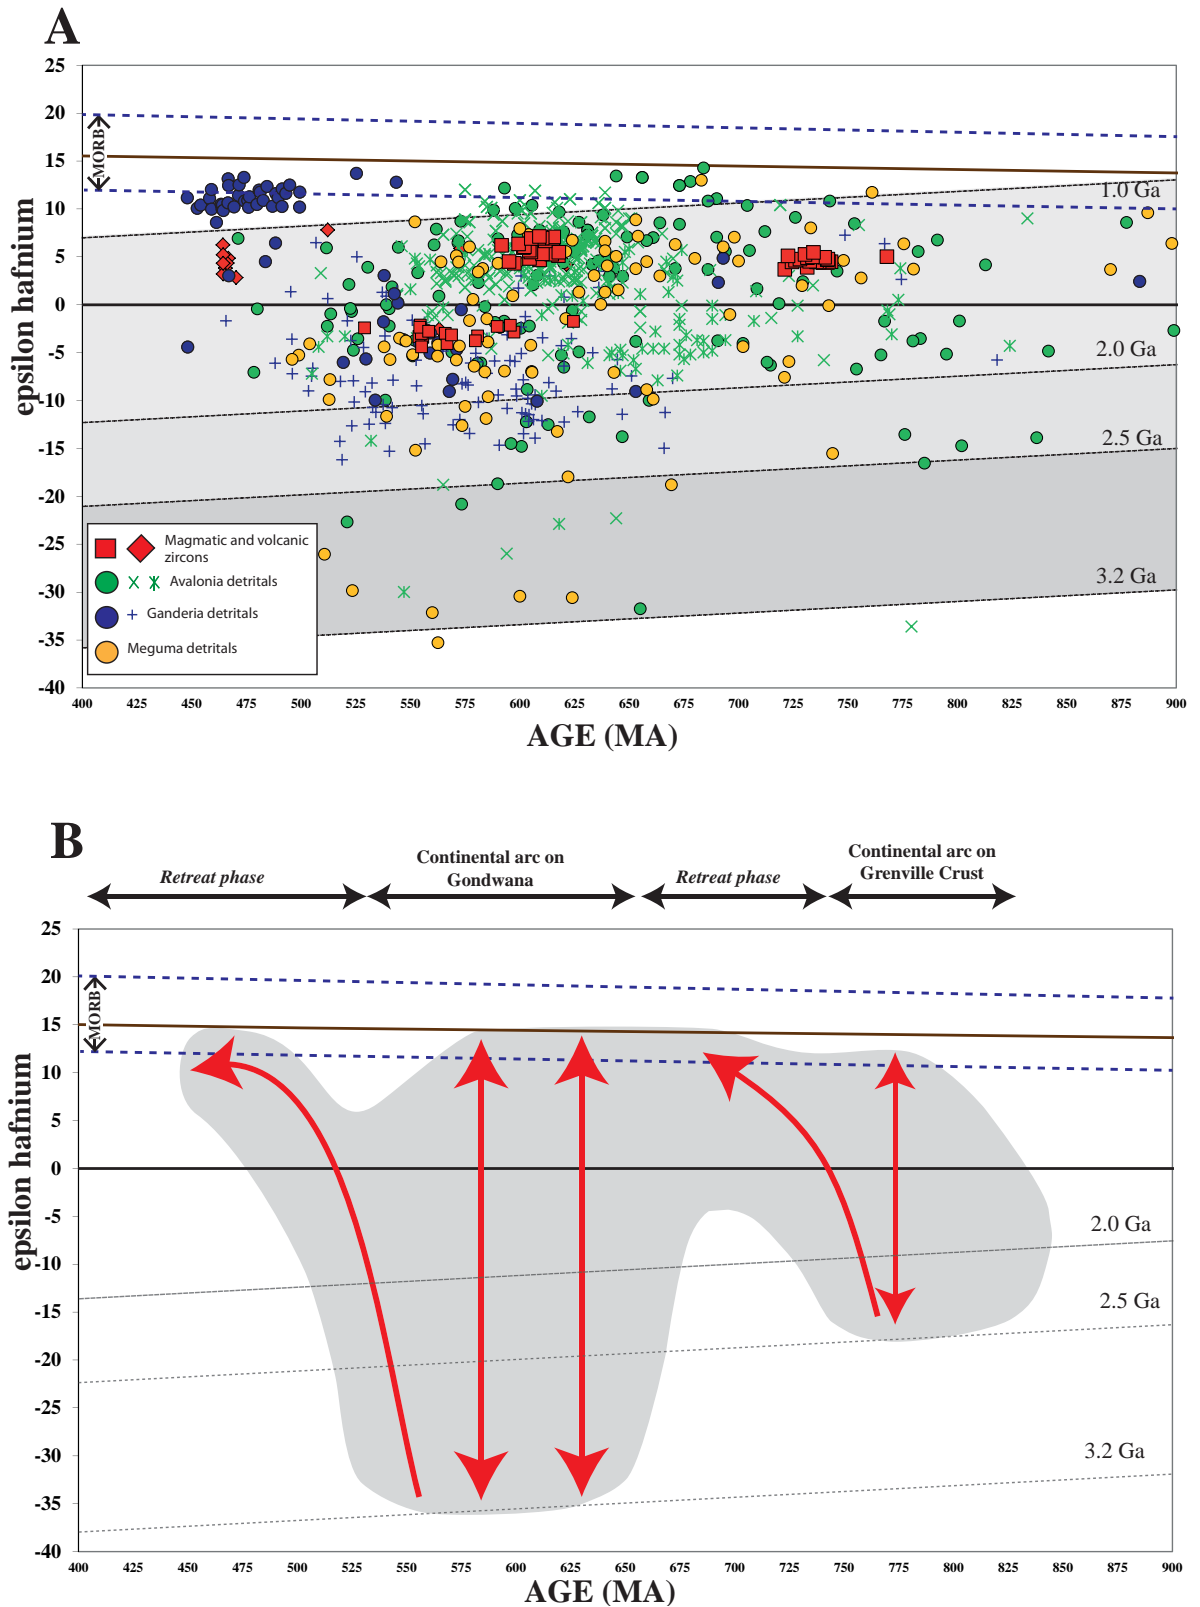 A
25
20
15
10
5
0
-5
-10
-15
-20
-25
-30
-35
-40
epsilon hafnium
MORB
1.0 Ga
2.0 Ga
2.5 Ga
3.2 Ga
Magmatic and volcanic
zircons
Avalonia detritals
Ganderia detritals
Meguma detritals
400 425 450 475 500 525 550 575 600 625 650 675 700 725 750 775 800 825 850 875 900
AGE (MA)
B
Retreat phase
Continental arc on
Gondwana
Retreat phase
Continental arc on
Grenville Crust
25
20
15
10
5
0
-5
-10
-15
-20
-25
-30
-35
-40
epsilon hafnium
MORB
2.0 Ga
2.5 Ga
3.2 Ga
400 425 450 475 500 525 550 575 600 625 650 675 700 725 750 775 800 825 850 875 900
AGE (MA)